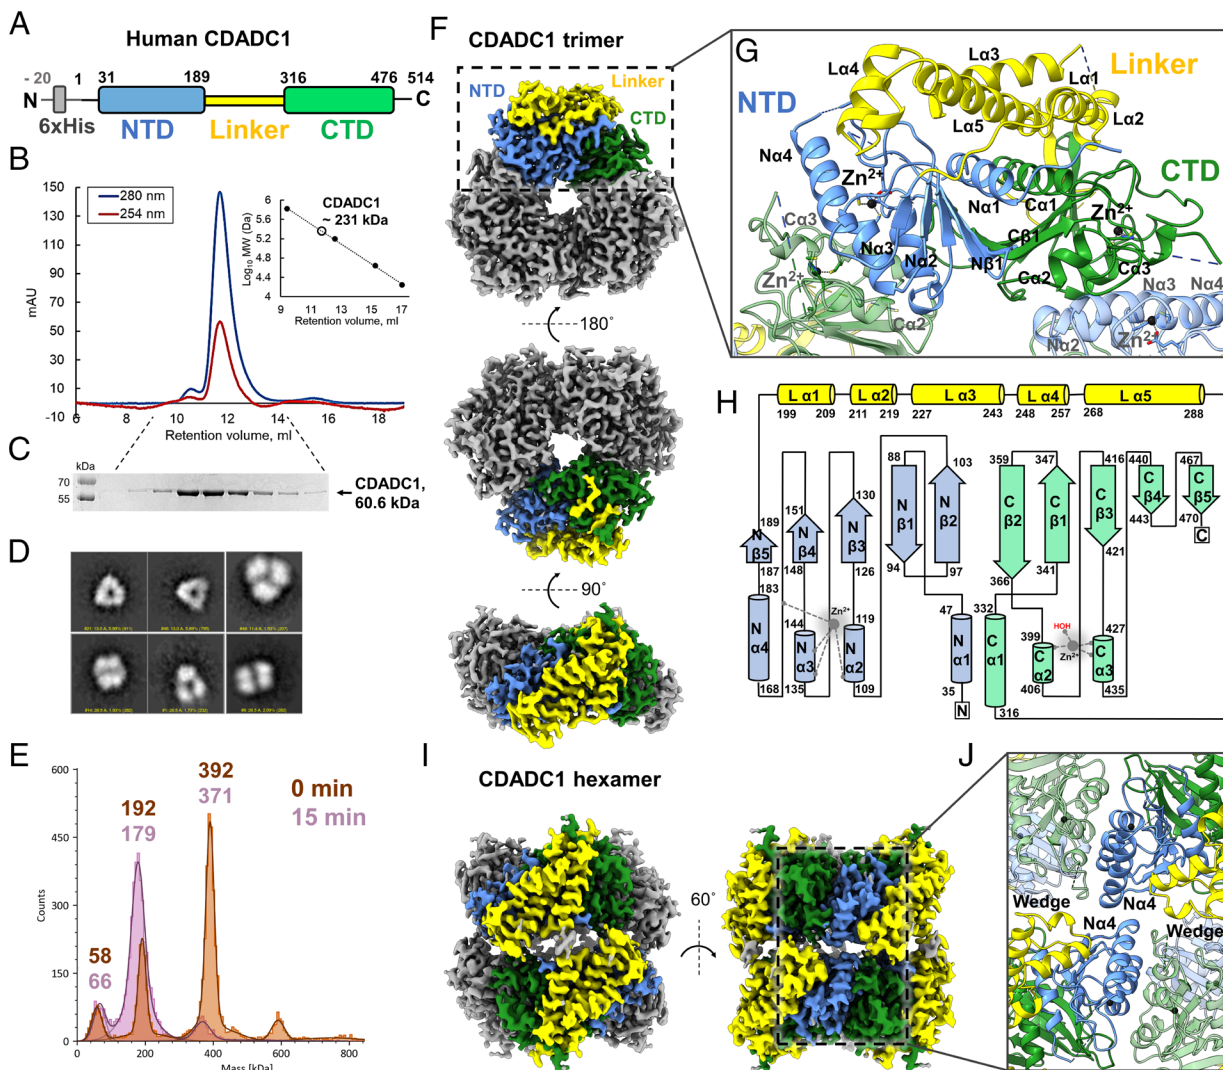 A
Human CDADC1
- 20
1
31
189
316
476
514
N
C
6xHis
NTD
Linker
CTD
B
280 nm
254 nm
mAU
150
130
110
90
70
50
30
10
-10
6
8
10
12
14
16
18
Retention volume, ml
CDADC1
~ 231 kDa
Log10 MW (Da)
6
5.6
5.2
4.8
4.4
4
9
11
13
15
17
Retention volume, ml
C
kDa
70
55
CDADC1,
60.6 kDa
D
E
600
450
300
150
0
Counts
392
371
192
179
58
66
0 min
15 min
0
200
400
600
800
Mass [kDa]
F
CDADC1 trimer
Linker
NTD
CTD
180°
90°
G
Linker
NTD
CTD
Lα4
Lα3
Lα1
Lα2
Lα5
Nα4
Zn2+
Nα1
Cα1
Zn2+
Cα3
Nα3
Nα2
Nβ1
Cβ1
Cα2
Cα3
Zn2+
Cα2
Nα3
Nα4
Nα2
Zn2+
H
L α1
L α2
L α3
L α4
L α5
199
209
211
219
227
243
248
257
268
288
88
103
359
347
416
440
467
N β1
N β2
C β2
C β1
C β3
C β4
C β5
94
97
366
341
421
443
470
C
189
151
130
N β5
N β4
N β3
187
148
126
183
144
119
Zn2+
N α4
N α3
N α2
168
135
109
47
332
399
427
HOH
Zn2+
N α1
C α1
C α2
C α3
35
316
406
435
N
I
CDADC1 hexamer
60°
J
Wedge
Nα4
Nα4
Wedge